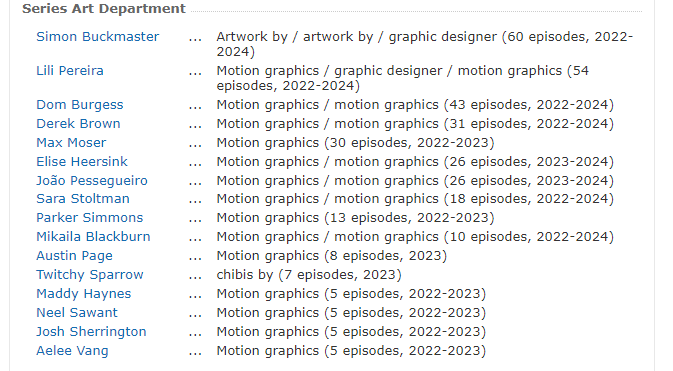 Series Art Department
Simon Buckmaster ... Artwork by / artwork by / graphic designer (60 episodes, 2022-
2024)
Lili Pereira ... Motion graphics / graphic designer / motion graphics (54
episodes, 2022-2024)
Dom Burgess ... Motion graphics / motion graphics (43 episodes, 2022-2024)
Derek Brown ... Motion graphics / motion graphics (31 episodes, 2022-2024)
Max Moser ... Motion graphics (30 episodes, 2022-2023)
Elise Heersink ... Motion graphics / motion graphics (26 episodes, 2023-2024)
João Pessegueiro ... Motion graphics / motion graphics (26 episodes, 2023-2024)
Sara Stoltman ... Motion graphics / motion graphics (18 episodes, 2022-2024)
Parker Simmons ... Motion graphics (13 episodes, 2022-2023)
Mikaila Blackburn ... Motion graphics / motion graphics (10 episodes, 2022-2024)
Austin Page ... Motion graphics (8 episodes, 2023)
Twitchy Sparrow ... chibis by (7 episodes, 2023)
Maddy Haynes ... Motion graphics (5 episodes, 2022-2023)
Neel Sawant ... Motion graphics (5 episodes, 2022-2023)
Josh Sherrington ... Motion graphics (5 episodes, 2022-2023)
Aelee Vang ... Motion graphics (5 episodes, 2022-2023)